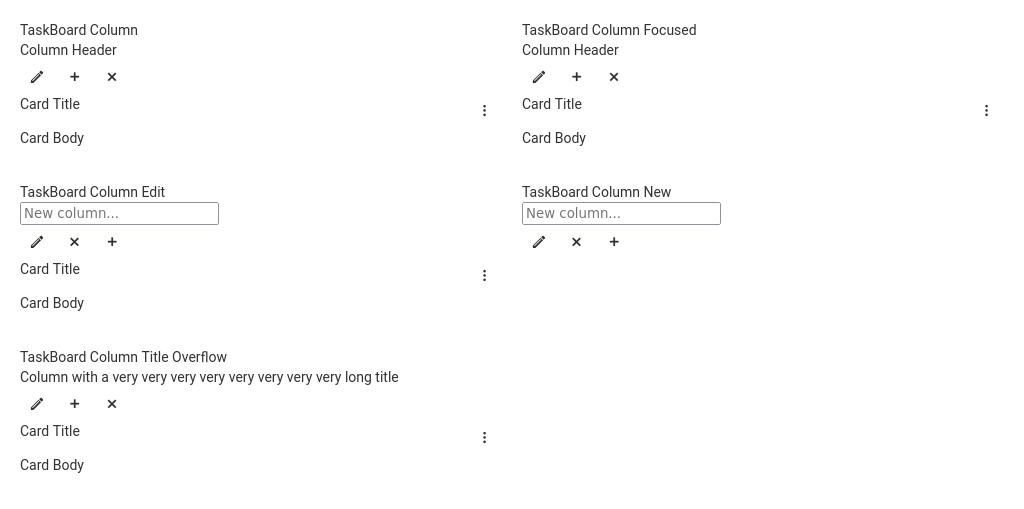 TaskBoard Column
Column Header
Card Title
Card Body
TaskBoard Column Focused
Column Header
Card Title
Card Body
TaskBoard Column Edit
New column...
Card Title
Card Body
TaskBoard Column New
New column...
TaskBoard Column Title Overflow
Column with a very very very very very very very very long title
Card Title
Card Body